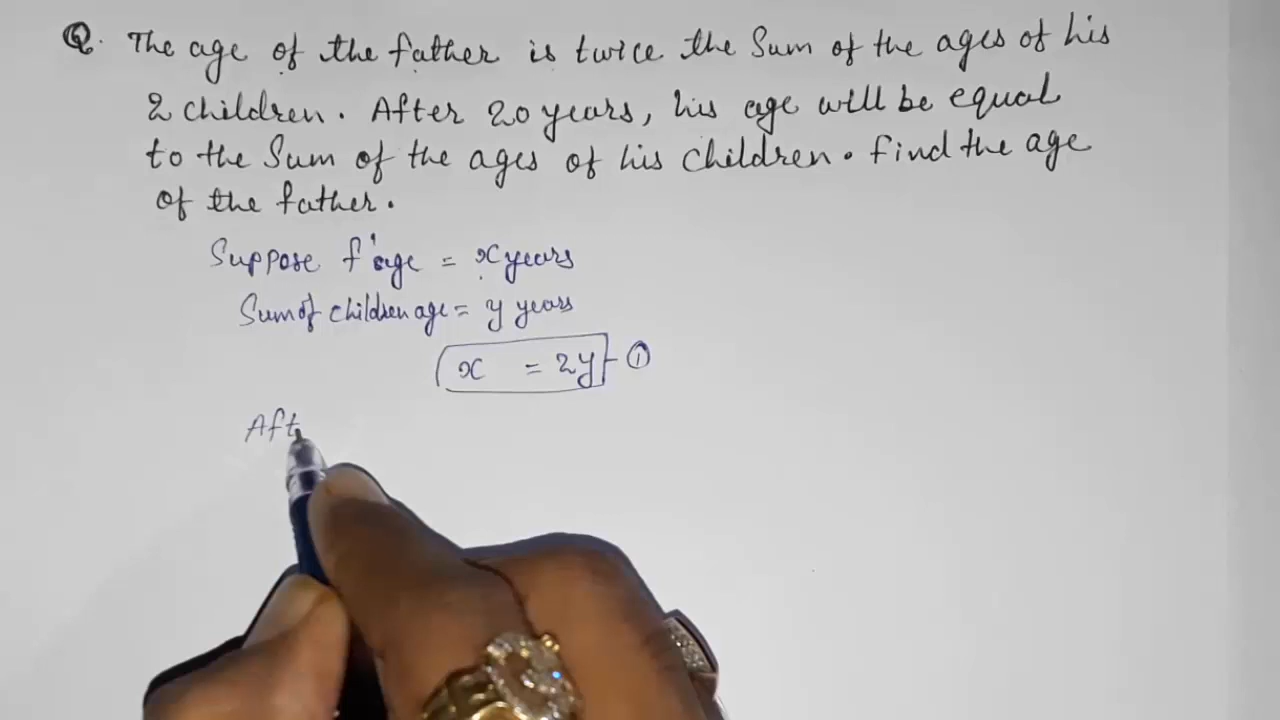 Q. The age of the father is twice the Sum of the ages of his
2 children. After 20 years, his age will be equal
to the Sum of the ages of his children. find the age
of the father.
Suppose f' age = x years
Sum of children age = y years
x = 2y - ①
Aft